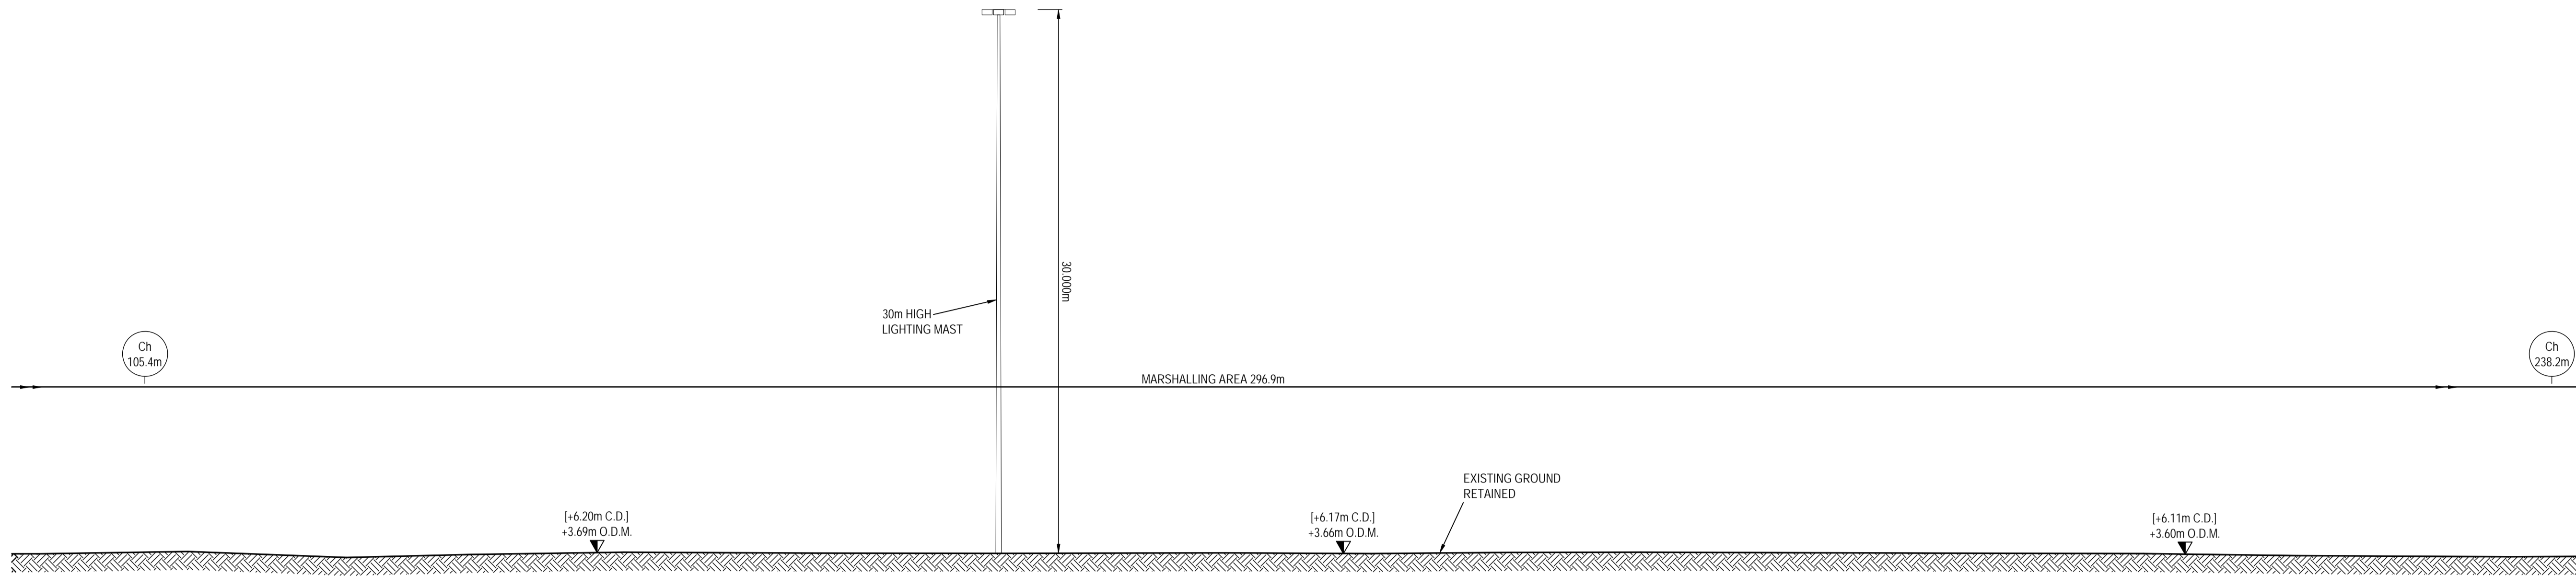 30.000m
30m HIGH
LIGHTING MAST
Ch
105.4m
Ch
238.2m
MARSHALLING AREA 296.9m
EXISTING GROUND
RETAINED
[+6.20m C.D.]
+3.69m O.D.M.
[+6.17m C.D.]
+3.66m O.D.M.
[+6.11m C.D.]
+3.60m O.D.M.